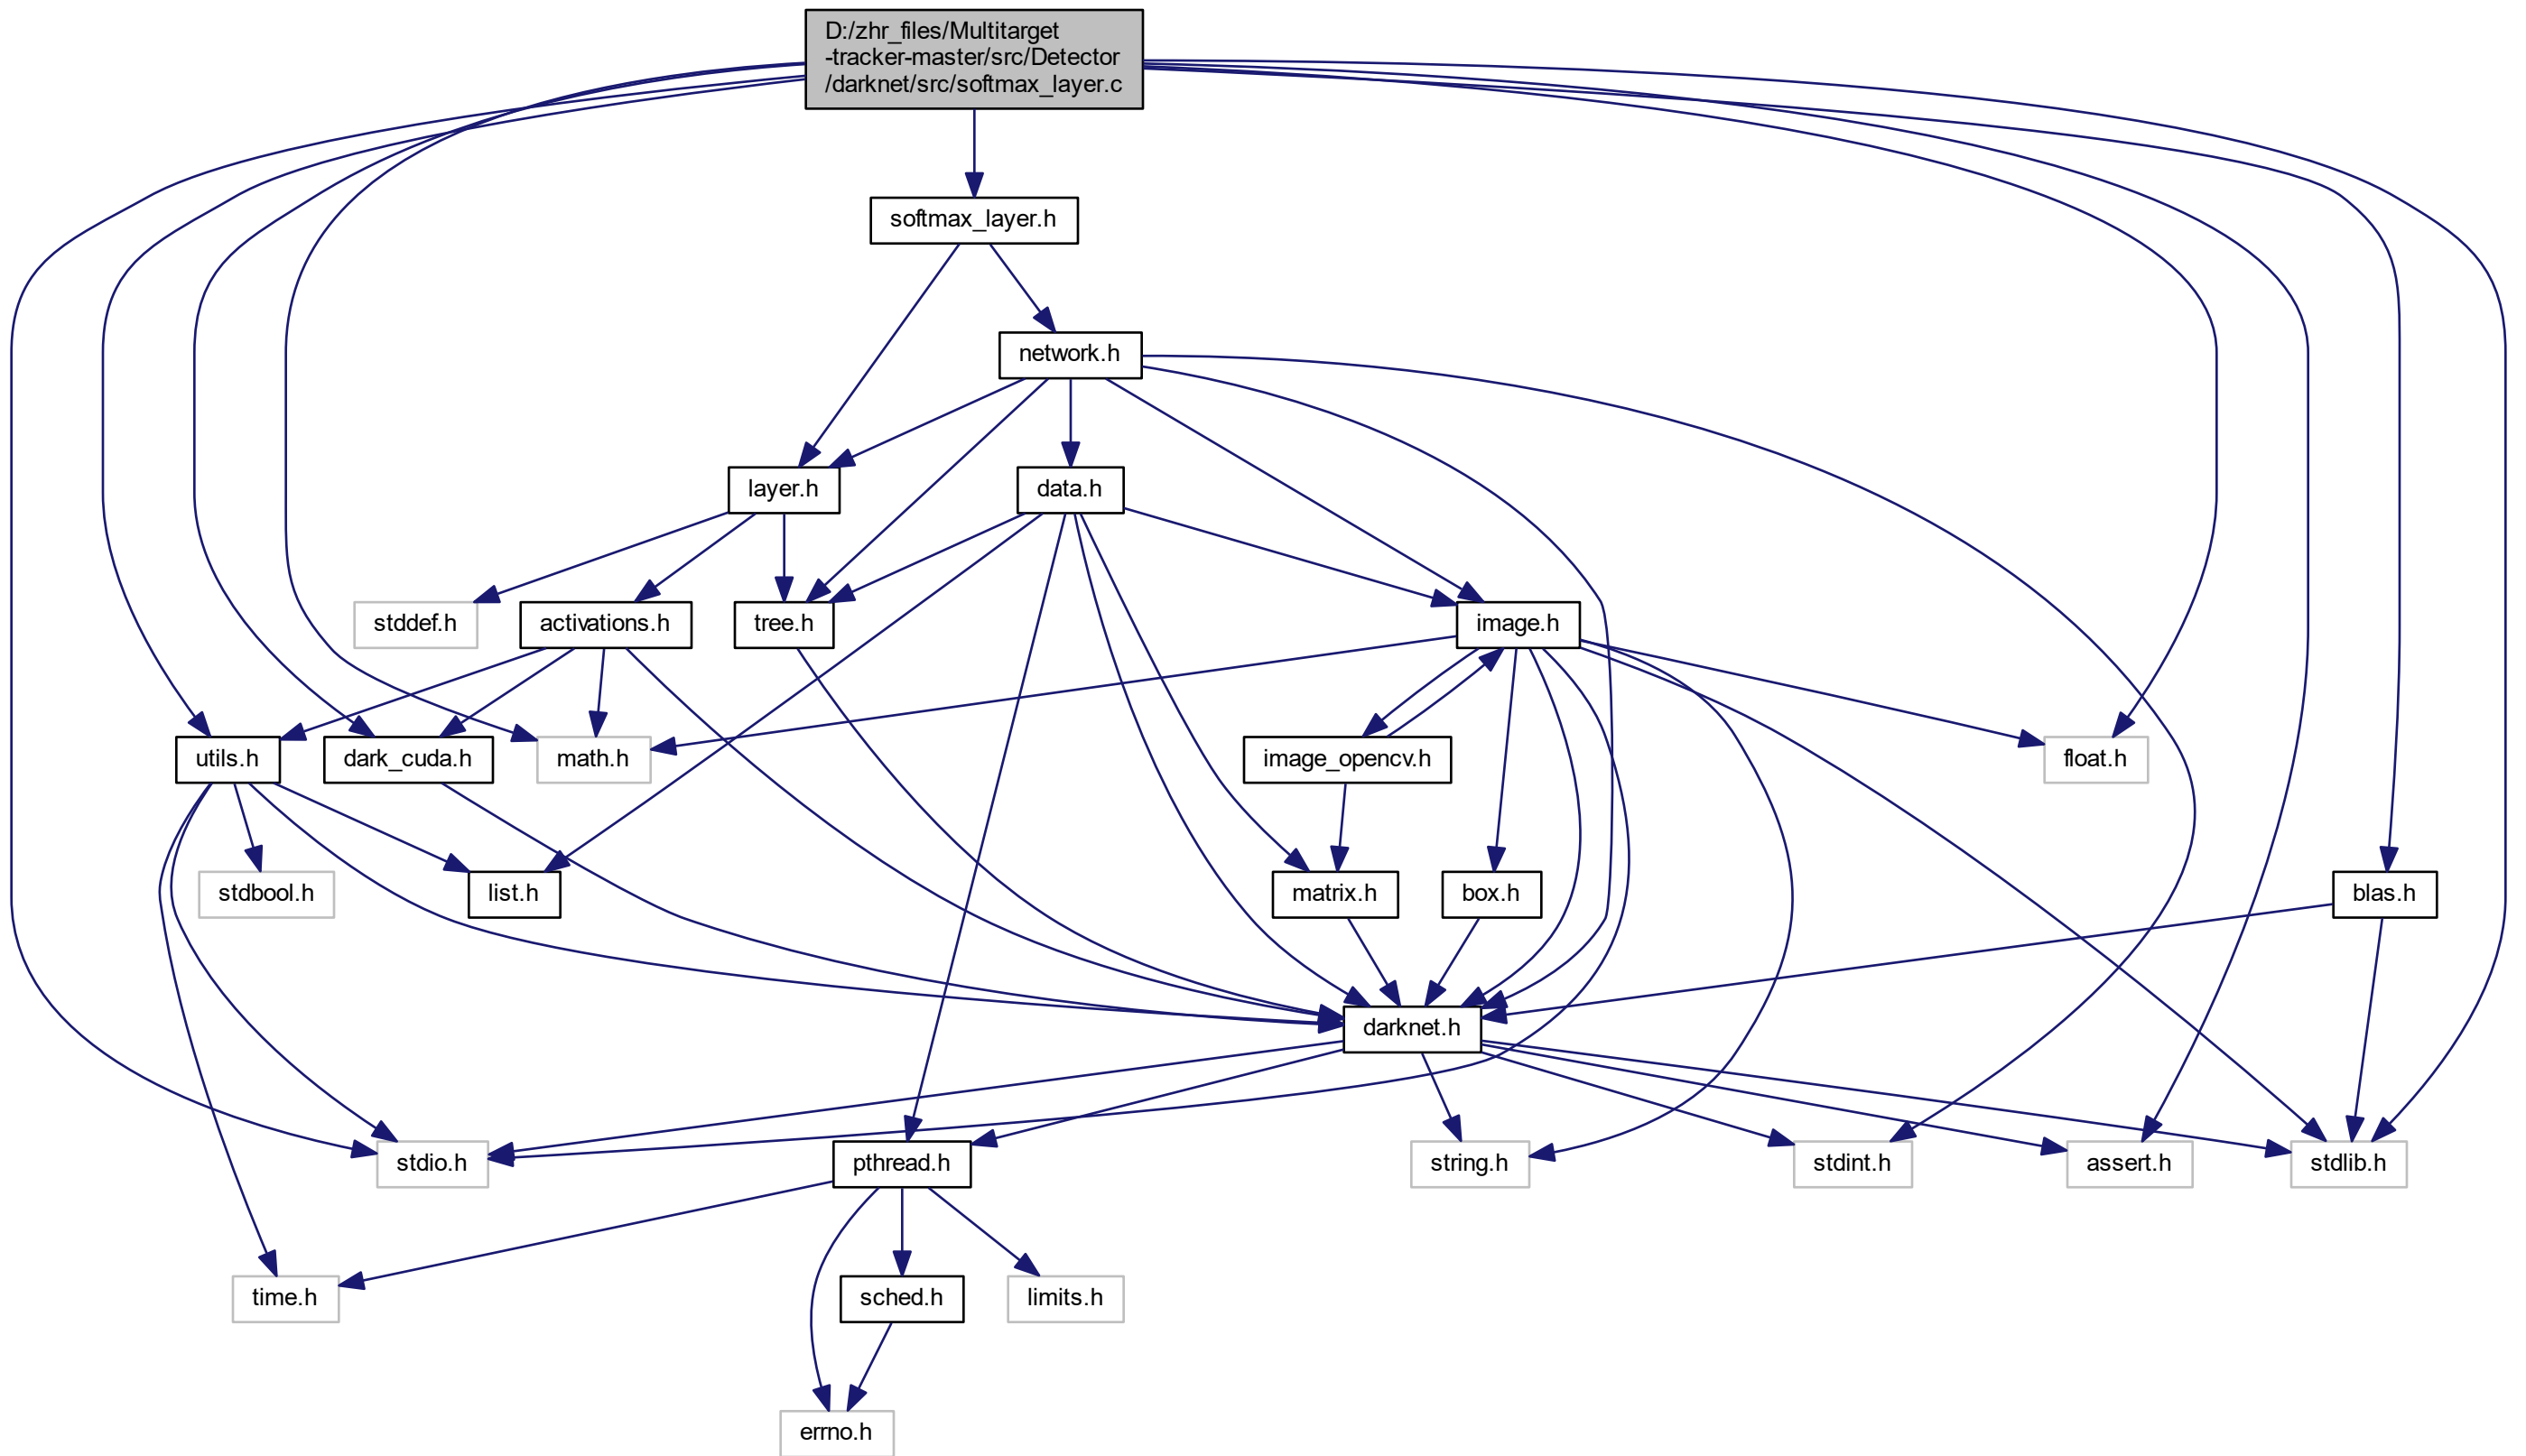 D:/zhr_files/Multitarget
-tracker-master/src/Detector
/darknet/src/softmax_layer.c
softmax_layer.h
network.h
layer.h
data.h
stddef.h
activations.h
tree.h
image.h
utils.h
dark_cuda.h
math.h
image_opencv.h
float.h
stdbool.h
list.h
matrix.h
box.h
blas.h
darknet.h
stdio.h
pthread.h
string.h
stdint.h
assert.h
stdlib.h
time.h
sched.h
limits.h
errno.h